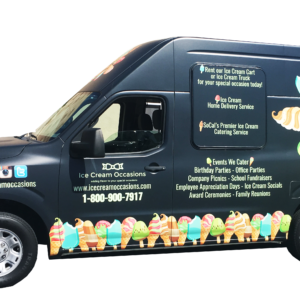 Rent our Ice Cream Cart
or Ice Cream Truck
for your special occasion today!
Ice Cream
Home Delivery Service
SoCal's Premier Ice Cream
Catering Service
Ice Cream Occasions
www.icecreamoccasions.com
1-800-900-7917
Events We Cater
Birthday Parties - Office Parties
Company Picnics - School Fundraisers
Employee Appreciation Days - Ice Cream Socials
Award Ceremonies - Family Reunions